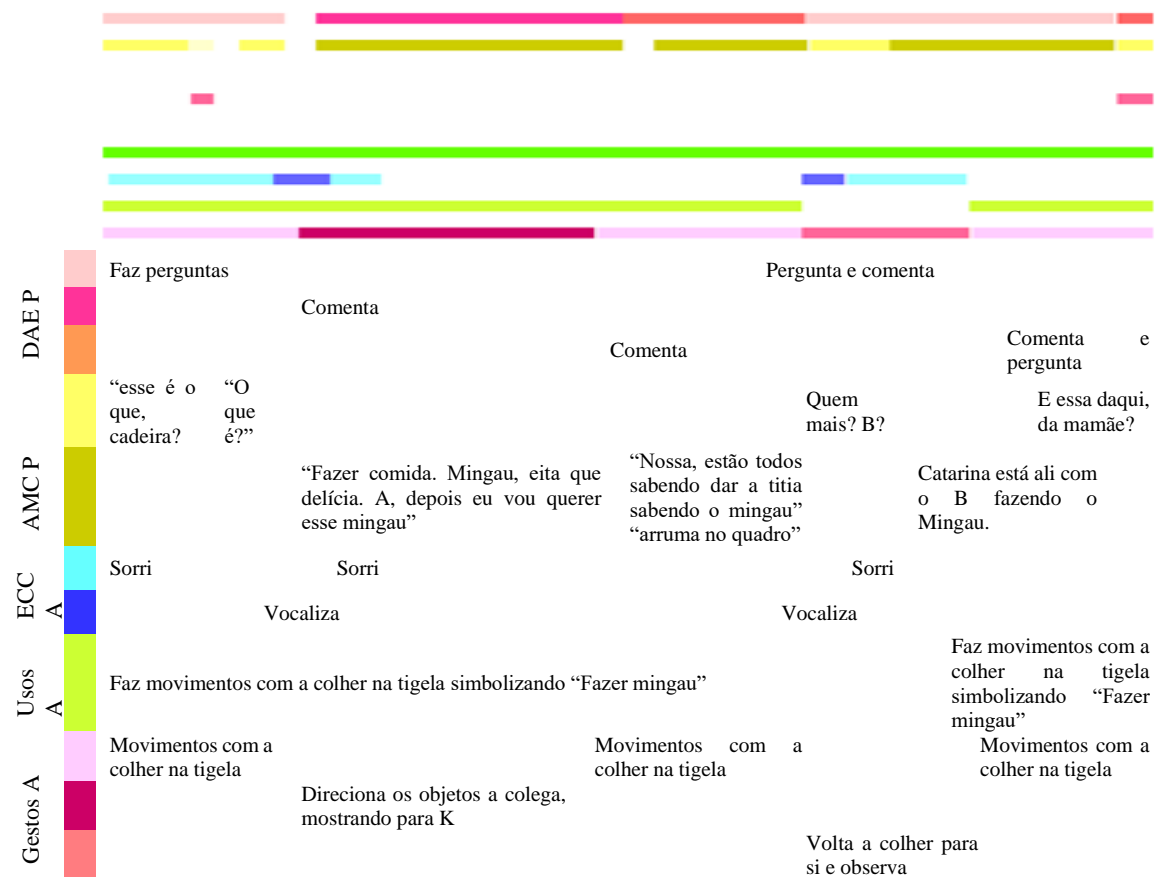 Faz perguntas
Pergunta e comenta
DAE P
Comenta
Comenta
Comenta e
pergunta
“esse é o
que,
cadeira?
“O
que
é?”
Quem
mais? B?
E essa daqui,
da mamãe?
AMC P
“Fazer comida. Mingau, eita que
delícia. A, depois eu vou querer
esse mingau”
“Nossa, estão todos
sabendo dar a titia
sabendo o mingau”
“arruma no quadro”
Catarina está ali com
o B fazendo o
Mingau.
ECC
A
Sorri
Sorri
Sorri
Vocaliza
Vocaliza
Usos
A
Faz movimentos com a colher na tigela simbolizando “Fazer mingau”
Faz movimentos com a
colher na tigela
simbolizando “Fazer
mingau”
Gestos A
Movimentos com a
colher na tigela
Movimentos com a
colher na tigela
Movimentos com a
colher na tigela
Direciona os objetos a colega,
mostrando para K
Volta a colher para
si e observa